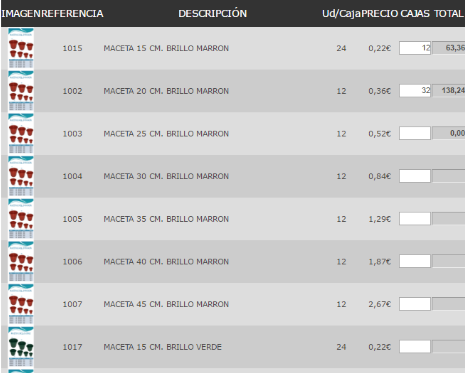 IMAGEN REFERENCIA DESCRIPCIÓN Ud/Caja PRECIO CAJAS TOTAL
1015 MACETA 15 CM. BRILLO MARRON 24 0,22€ 12 63,36
1002 MACETA 20 CM. BRILLO MARRON 12 0,36€ 32 138,24
1003 MACETA 25 CM. BRILLO MARRON 12 0,52€ 0,00
1004 MACETA 30 CM. BRILLO MARRON 12 0,84€
1005 MACETA 35 CM. BRILLO MARRON 12 1,29€
1006 MACETA 40 CM. BRILLO MARRON 12 1,87€
1007 MACETA 45 CM. BRILLO MARRON 12 2,67€
1017 MACETA 15 CM. BRILLO VERDE 24 0,22€